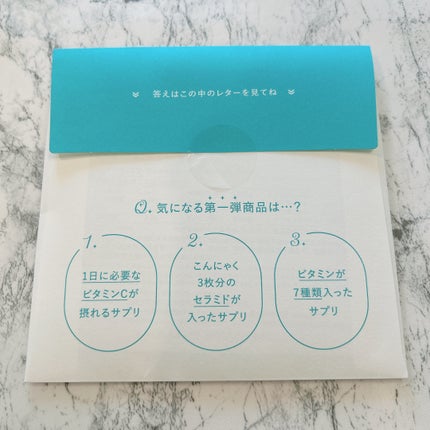 答えはこの中のレターを見てね
Q. 気になる第一弾商品は…?
1.
1日に必要な
ビタミンCが
摂れるサプリ
2.
こんにゃく
3枚分の
セラミドが
入ったサプリ
3.
ビタミンが
7種類入った
サプリ